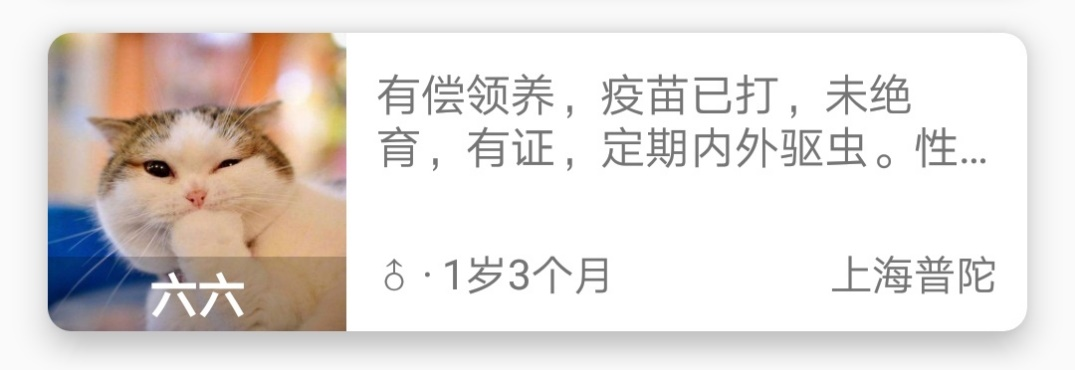 有偿领养，疫苗已打，未绝
育，有证，定期内外驱虫。性...
六六
♂ · 1岁3个月
上海普陀